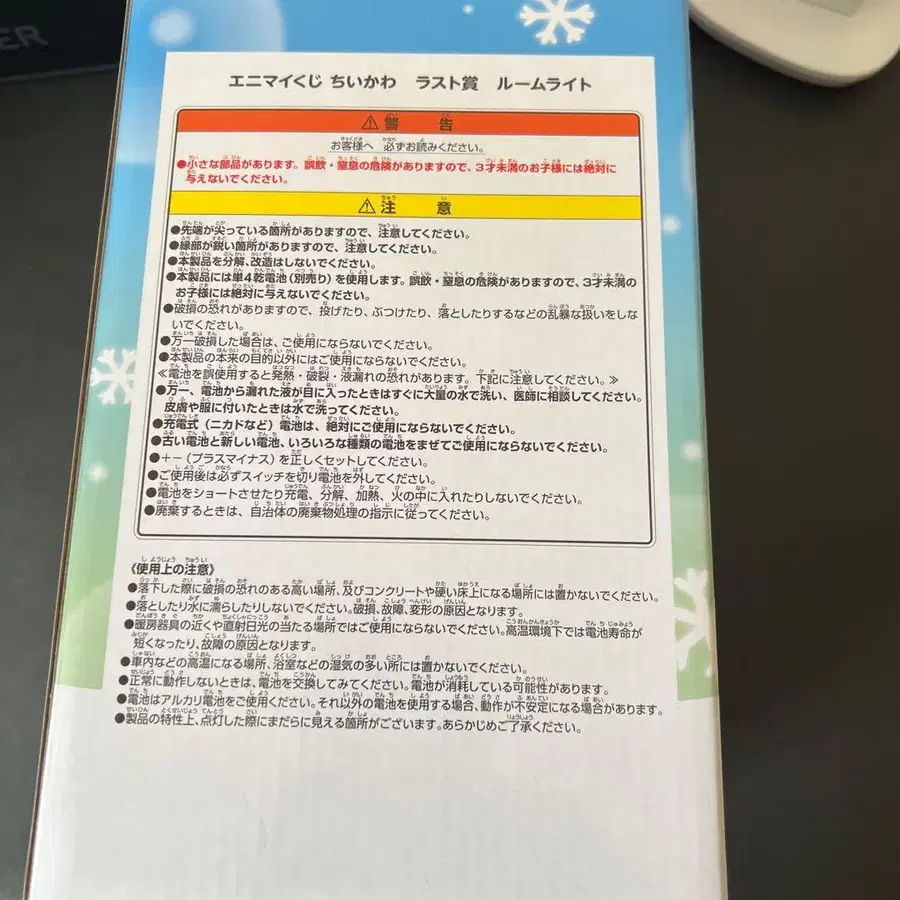 ER
エニマイくじ ちいかわ ラスト賞 ルームライト
⚠警 告
お客様へ 必ずお読みください。
●小さな部品があります。誤飲・窒息の危険がありますので、3才未満のお子様には絶対に
与えないでください。
⚠注 意
●先端が尖っている箇所がありますので、注意してください。
●縁部が鋭い箇所がありますので、注意してください。
●本製品を分解、改造はしないでください。
●本製品には単4乾電池(別売り)を使用します。誤飲・窒息の危険がありますので、3才未満の
お子様には絶対に与えないでください。
●破損の恐れがありますので、投げたり、ぶつけたり、落としたりするなどの乱暴な扱いをしな
いでください。
●万一破損した場合は、ご使用にならないでください。
●本製品の本来の目的以外にはご使用にならないでください。
≪電池を誤使用すると発熱・破裂・液漏れの恐れがあります。下記に注意してください。≫
●万一、電池から漏れた液が目に入ったときはすぐに大量の水で洗い、医師に相談してください。
皮膚や服に付いたときは水で洗ってください。
●充電式(ニカドなど)電池は、絶対にご使用にならないでください。
●古い電池と新しい電池、いろいろな種類の電池をまぜてご使用にならないでください。
●+-(プラスマイナス)を正しくセットしてください。
●ご使用後は必ずスイッチを切り電池を外してください。
●電池をショートさせたり充電、分解、加熱、火の中に入れたりしないでください。
●廃棄するときは、自治体の廃棄物処理の指示に従ってください。
《使用上の注意》
●落下した際に破損の恐れのある高い場所、及びコンクリートや硬い床上になる場所には置かないでください。
●落としたり水に濡らしたりしないでください。破損、故障、変形の原因となります。
●暖房器具の近くや直射日光の当たる場所ではご使用にならないでください。高温環境下では電池寿命が
短くなったり、故障の原因となります。
●車内などの高温になる場所、浴室などの湿気の多い所には置かないでください。
●正常に動作しないときは、電池を交換してみてください。電池が消耗している可能性があります。
●電池はアルカリ電池をご使用ください。それ以外の電池を使用する場合、動作が不安定になる場合があります。
●製品の特性上、点灯した際にまだらに見える箇所がございます。あらかじめご了承ください。